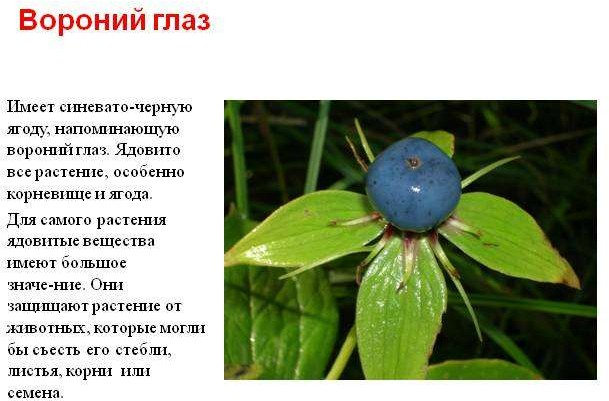 Вороний глаз
Имеет синевато-черную
ягоду, напоминающую
вороний глаз. Ядовито
все растение, особенно
корневище и ягода.
Для самого растения
ядовитые вещества
имеют большое
значе-ние. Они
защищают растение от
животных, которые могли
бы съесть его стебли,
листья, корни или
семена.